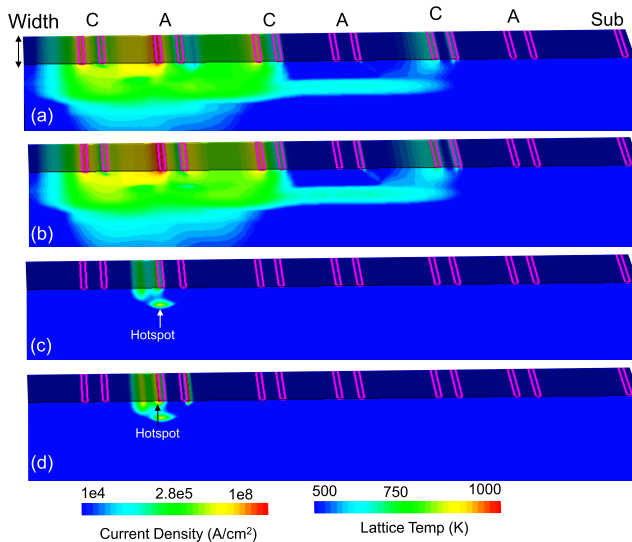 Width C A C A C A Sub
(a)
(b)
(c)
Hotspot
(d)
Hotspot
1e4 2.8e5 1e8 500 750 1000
Current Density (A/cm²) Lattice Temp (K)